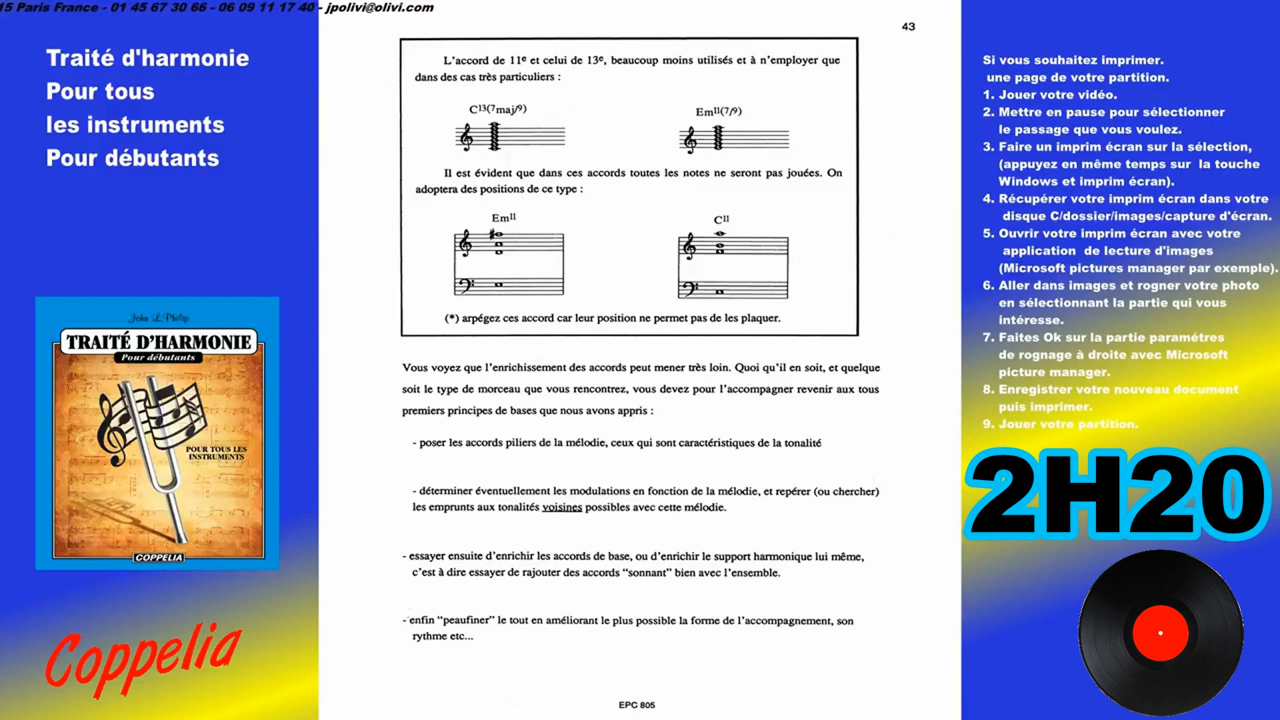 15 Paris France - 01 45 67 30 66 - 06 09 11 17 40 - jpolivi@olivi.com
Traité d'harmonie
Pour tous
les instruments
Pour débutants
John L. Philip
TRAITÉ D'HARMONIE
Pour débutants
POUR TOUS LES
INSTRUMENTS
COPPELIA
Coppelia
43
L'accord de 11e et celui de 13e, beaucoup moins utilisés et à n'employer que
dans des cas très particuliers :
C13(7maj/9)
Em11(7/9)
Il est évident que dans ces accords toutes les notes ne seront pas jouées. On
adoptera des positions de ce type :
Em11
C11
(*) arpégez ces accord car leur position ne permet pas de les plaquer.
Vous voyez que l'enrichissement des accords peut mener très loin. Quoi qu'il en soit, et quelque
soit le type de morceau que vous rencontrez, vous devez pour l'accompagner revenir aux tous
premiers principes de bases que nous avons appris :
- poser les accords piliers de la mélodie, ceux qui sont caractéristiques de la tonalité
- déterminer éventuellement les modulations en fonction de la mélodie, et repérer (ou chercher)
les emprunts aux tonalités voisines possibles avec cette mélodie.
- essayer ensuite d'enrichir les accords de base, ou d'enrichir le support harmonique lui même,
c'est à dire essayer de rajouter des accords “sonnant” bien avec l'ensemble.
- enfin “peaufiner” le tout en améliorant le plus possible la forme de l'accompagnement, son
rythme etc...
EPC 805
Si vous souhaitez imprimer.
une page de votre partition.
1. Jouer votre vidéo.
2. Mettre en pause pour sélectionner
le passage que vous voulez.
3. Faire un imprim écran sur la sélection,
(appuyez en même temps sur la touche
Windows et imprim écran).
4. Récupérer votre imprim écran dans votre
disque C/dossier/images/capture d'écran.
5. Ouvrir votre imprim écran avec votre
application de lecture d'images
(Microsoft pictures manager par exemple).
6. Aller dans images et rogner votre photo
en sélectionnant la partie qui vous
intéresse.
7. Faites Ok sur la partie paramétres
de rognage à droite avec Microsoft
picture manager.
8. Enregistrer votre nouveau document
puis imprimer.
9. Jouer votre partition.
2H20